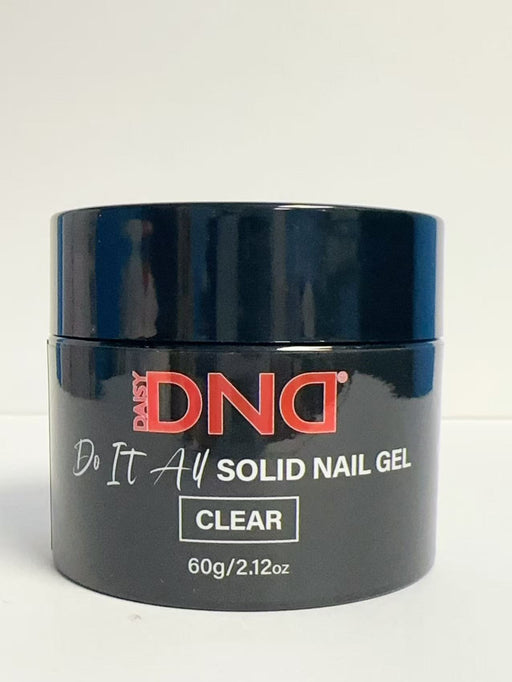 DAISY DND®
Do It All SOLID NAIL GEL
CLEAR
60g/2.12oz